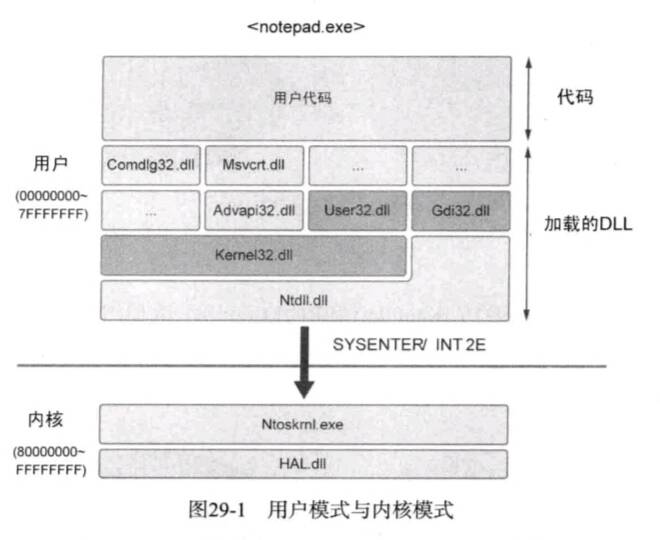 <notepad.exe>
用户代码
代码
用户
(00000000~
7FFFFFFF)
Comdlg32.dll
Msvcrt.dll
...
...
...
Advapi32.dll
User32.dll
Gdi32.dll
加载的DLL
Kernel32.dll
Ntdll.dll
SYSENTER/ INT 2E
内核
(80000000~
FFFFFFFF)
Ntoskrnl.exe
HAL.dll
图29-1 用户模式与内核模式